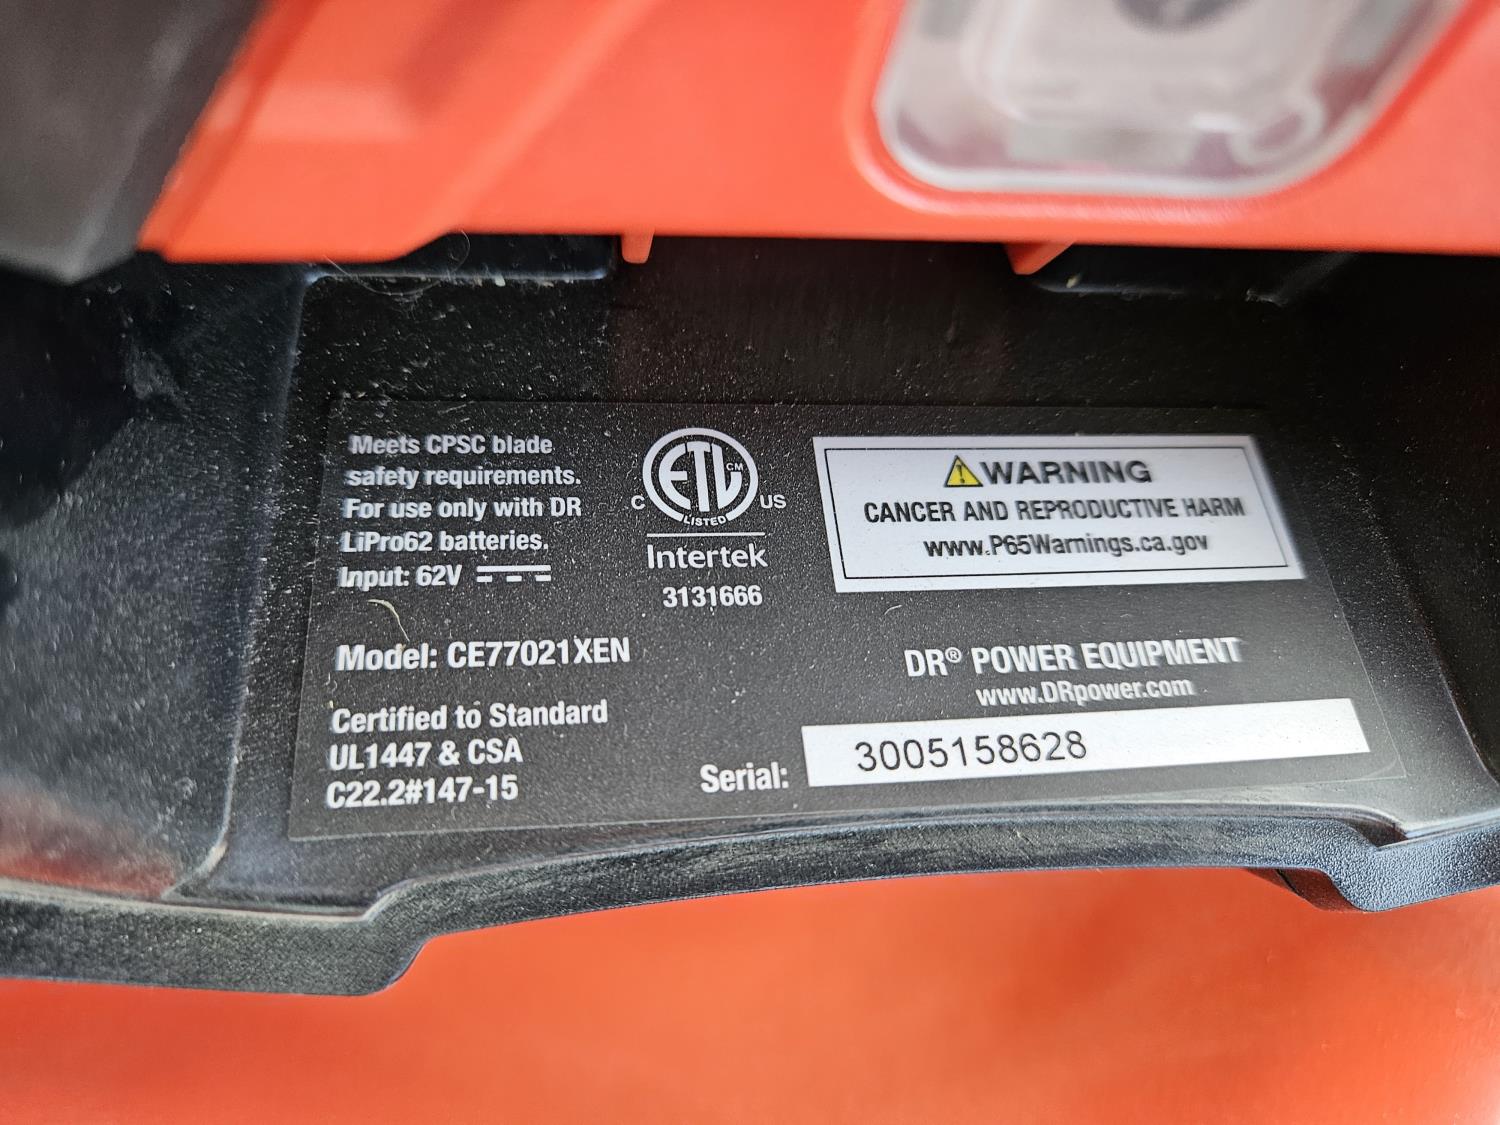 Meets CPSC blade
safety requirements.
For use only with DR
LiPro62 batteries.
Input: 62V
C ETL CM US
LISTED
Intertek
3131666
WARNING
CANCER AND REPRODUCTIVE HARM
www.P65Warnings.ca.gov
Model: CE77021XEN
Certified to Standard
UL1447 & CSA
C22.2#147-15
DR® POWER EQUIPMENT
www.DRpower.com
Serial: 3005158628